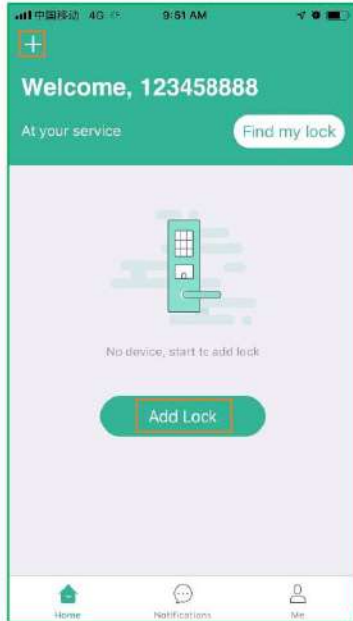 中国移动 4G 9:51 AM
Welcome, 123458888
At your service
Find my lock
No device, start to add lock
Add Lock
Home Notifications Me